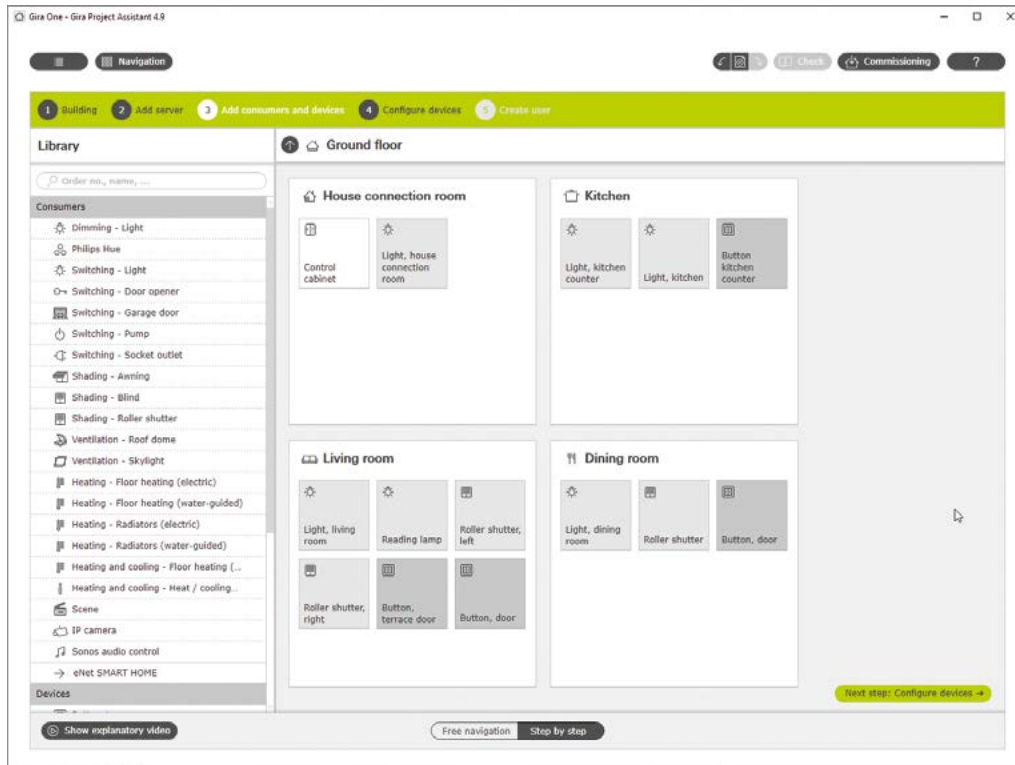 Gira One - Gira Project Assistant 4.9
Navigation
Check
Commissioning
?
1 Building
2 Add server
3 Add consumers and devices
4 Configure devices
5 Create user
Library
Ground floor
Order no., name, ...
Consumers
Dimming - Light
Philips Hue
Switching - Light
Switching - Door opener
Switching - Garage door
Switching - Pump
Switching - Socket outlet
Shading - Awning
Shading - Blind
Shading - Roller shutter
Ventilation - Roof dome
Ventilation - Skylight
Heating - Floor heating (electric)
Heating - Floor heating (water-guided)
Heating - Radiators (electric)
Heating - Radiators (water-guided)
Heating and cooling - Floor heating (...
Heating and cooling - Heat / cooling...
Scene
IP camera
Sonos audio control
eNet SMART HOME
Devices
House connection room
Control
cabinet
Light, house
connection
room
Kitchen
Light, kitchen
counter
Light, kitchen
Button
kitchen
counter
Living room
Light, living
room
Reading lamp
Roller shutter,
left
Roller shutter,
right
Button,
terrace door
Button, door
Dining room
Light, dining
room
Roller shutter
Button, door
Next step: Configure devices →
Show explanatory video
Free navigation
Step by step